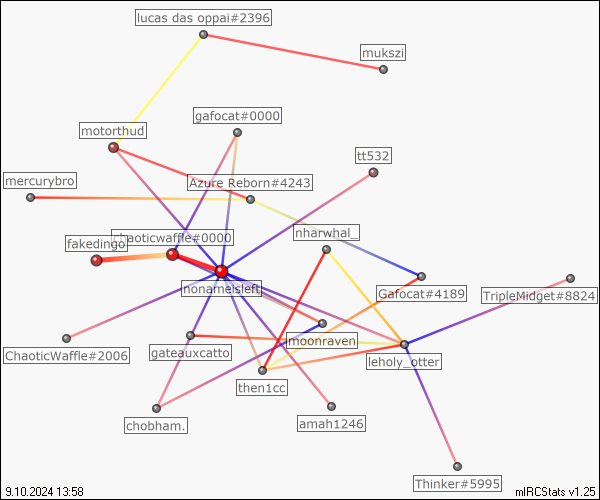 lucas das oppai#2396
mukszi
gafocat#0000
motorthud
tt532
mercurybro
Azure Reborn#4243
nharwhal_
chaoticwaffle#0000
fakedingo
nonameisleft
Gafocat#4189
TripleMidget#8824
moonraven
ChaoticWaffle#2006
gateauxcatto
leholy_otter
then1cc
chobham.
amah1246
Thinker#5995
9.10.2024 13:58
mIRCStats v1.25